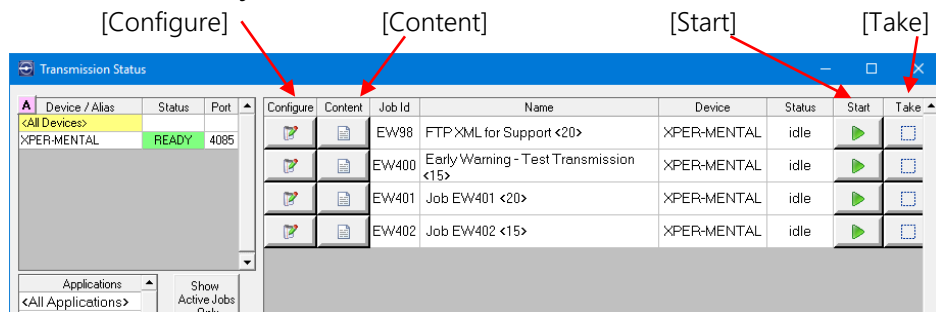 [Configure] [Content] [Start] [Take]
Transmission Status
A Device / Alias Status Port Configure Content Job Id Name Device Status Start Take
<All Devices>
XPER-MENTAL READY 4085
EW98 FTP XML for Support <20> XPER-MENTAL idle
EW400 Early Warning - Test Transmission <15> XPER-MENTAL idle
EW401 Job EW401 <20> XPER-MENTAL idle
EW402 Job EW402 <15> XPER-MENTAL idle
Applications
<All Applications>
Show
Active Jobs
Only